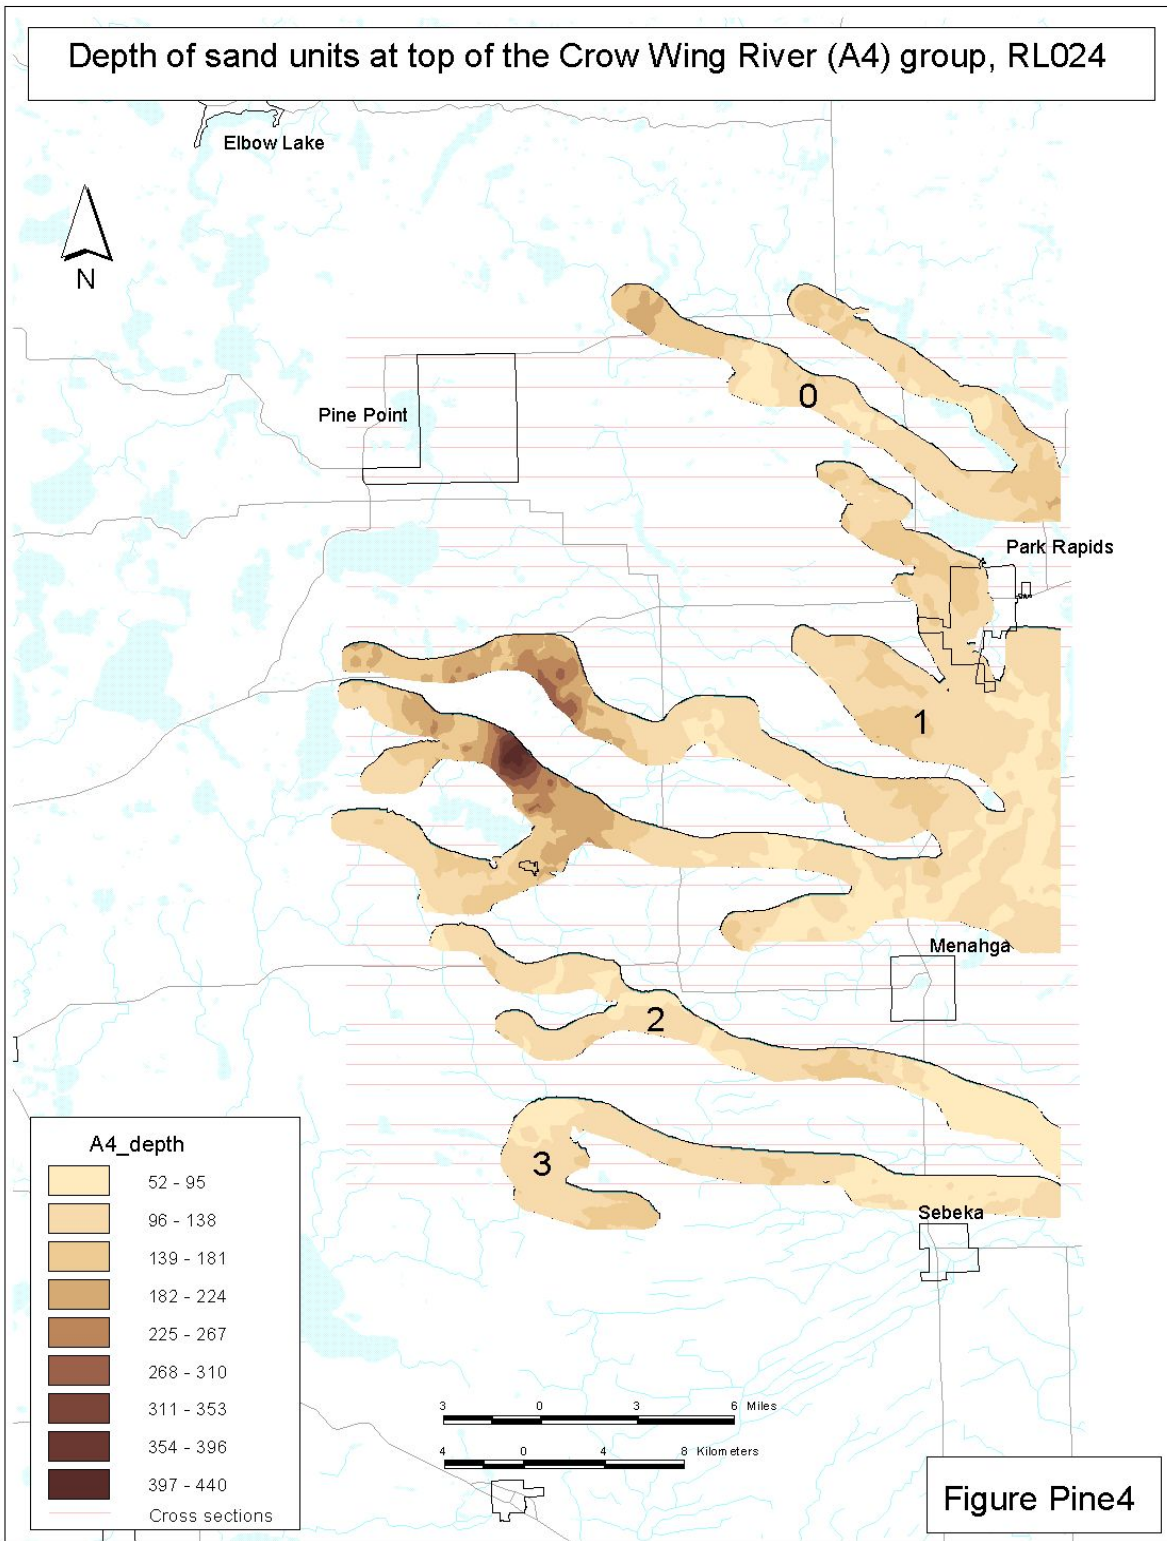 Depth of sand units at top of the Crow Wing River (A4) group, RL024
Elbow Lake
N
Pine Point
0
Park Rapids
1
Menahga
2
3
Sebeka
A4_depth
52 - 95
96 - 138
139 - 181
182 - 224
225 - 267
268 - 310
311 - 353
354 - 396
397 - 440
Cross sections
3 0 3 6 Miles
4 0 4 8 Kilometers
Figure Pine4